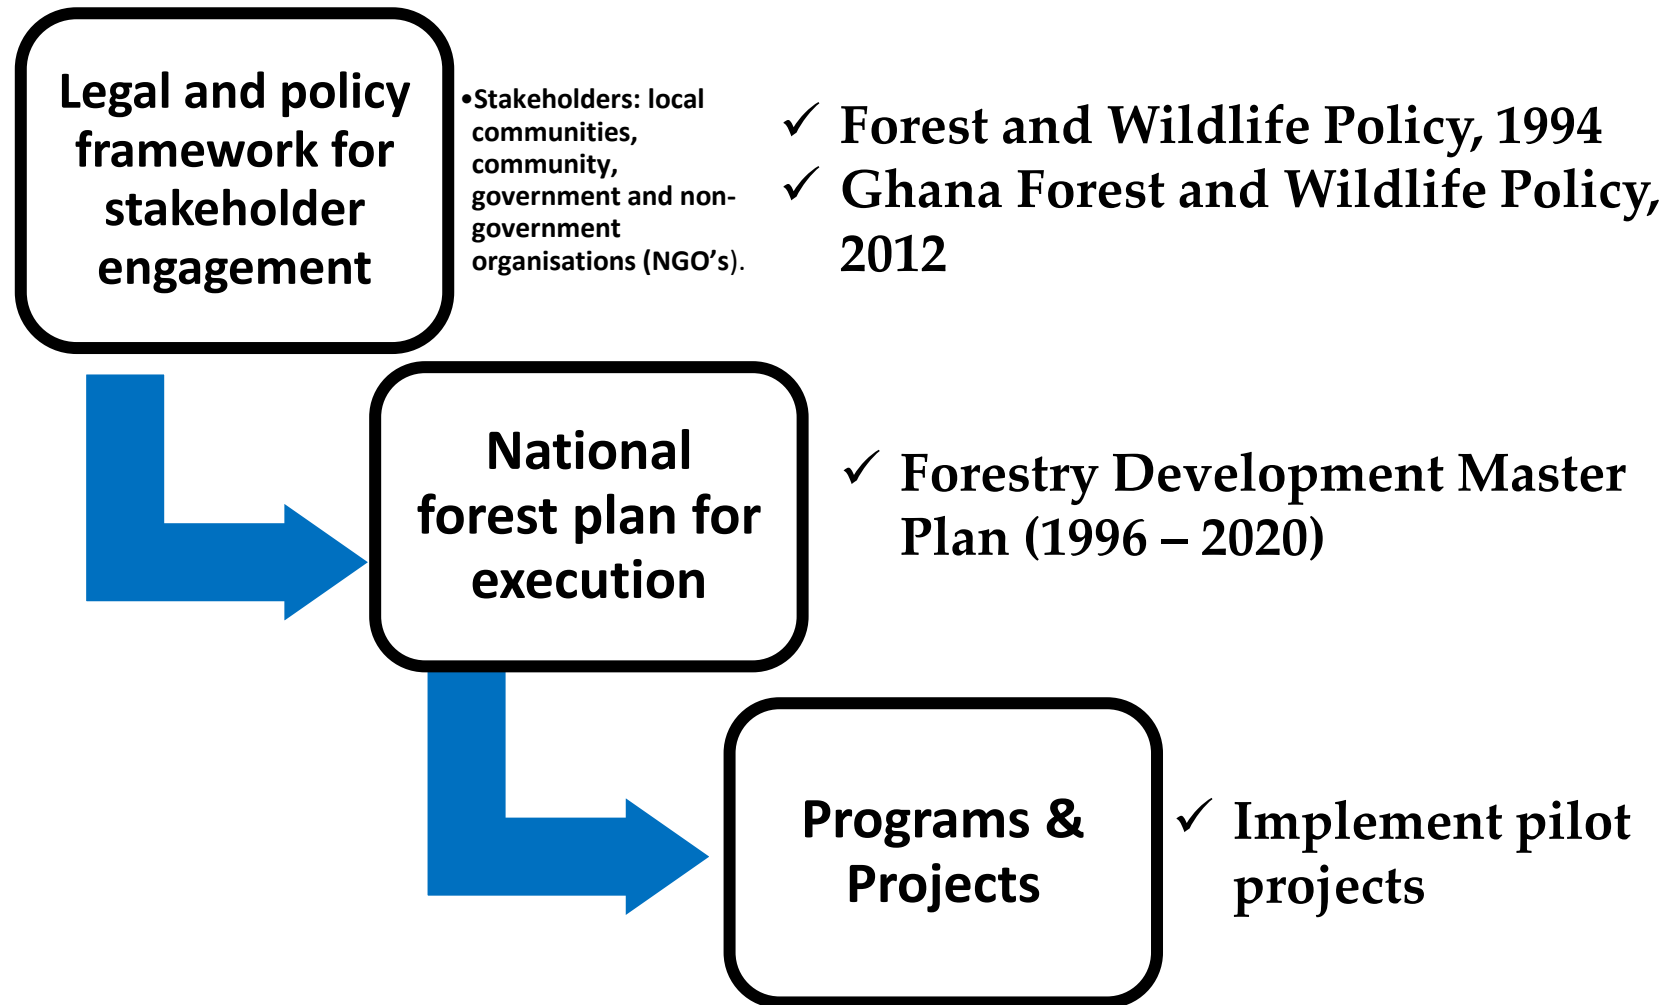 Legal and policy
framework for
stakeholder
engagement
•Stakeholders: local
communities,
community,
government and non-
government
organisations (NGO’s).
✓ Forest and Wildlife Policy, 1994
✓ Ghana Forest and Wildlife Policy,
2012
National
forest plan for
execution
✓ Forestry Development Master
Plan (1996 – 2020)
Programs &
Projects
✓ Implement pilot
projects